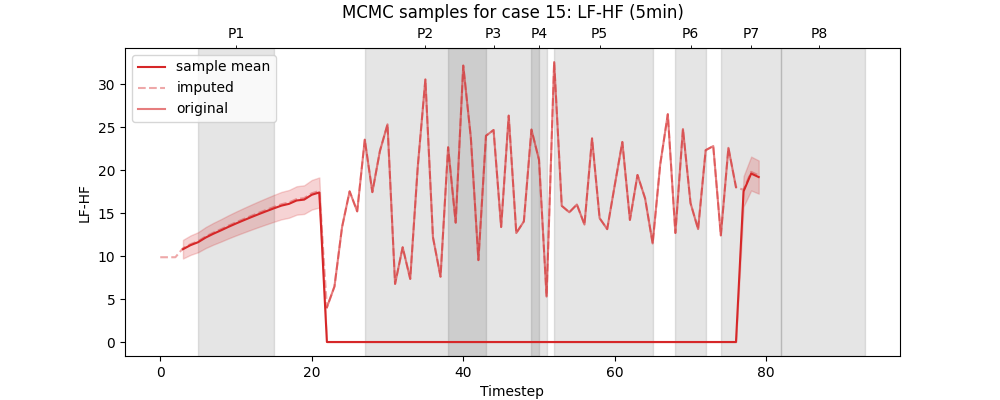 MCMC samples for case 15: LF-HF (5min)
P1 P2 P3 P4 P5 P6 P7 P8
sample mean
imputed
original
30
25
20
15
10
5
0
LF-HF
0 20 40 60 80
Timestep